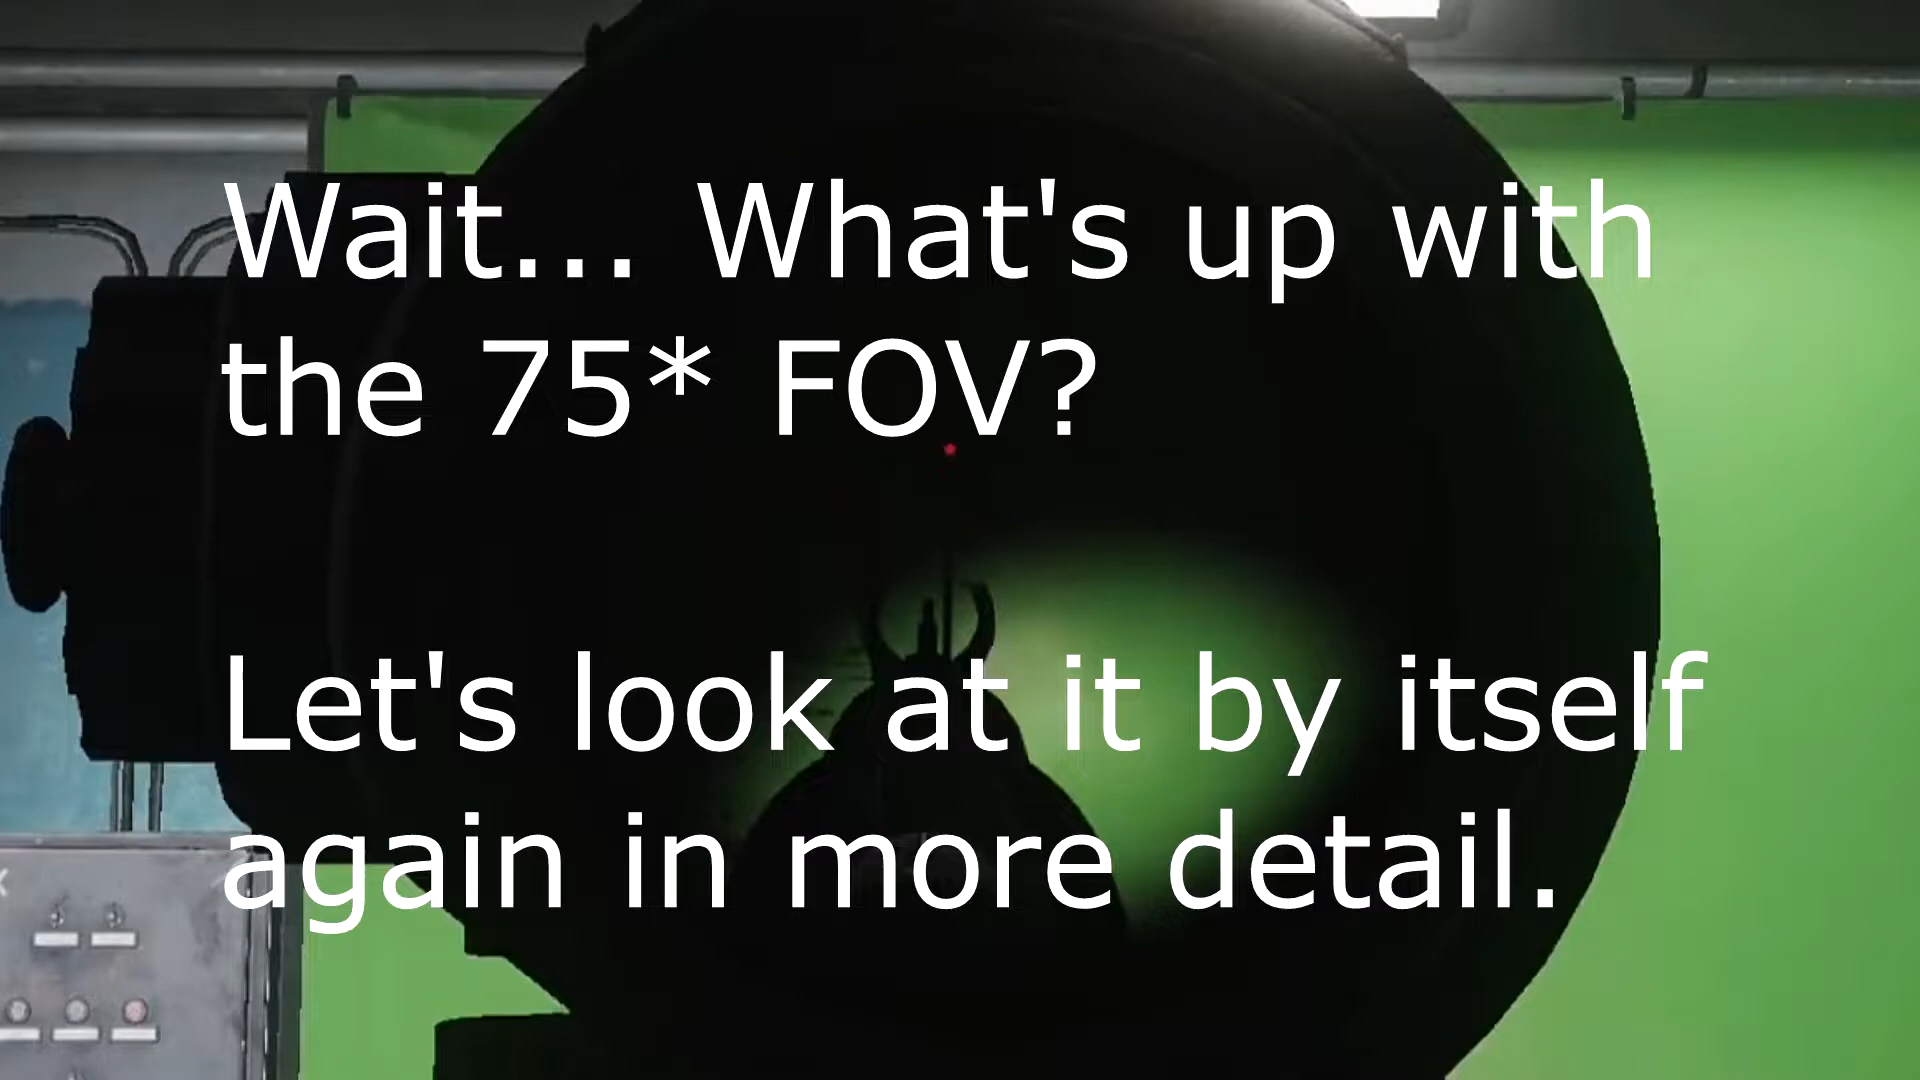 Wait... What's up with
the 75* FOV?
Let's look at it by itself
again in more detail.